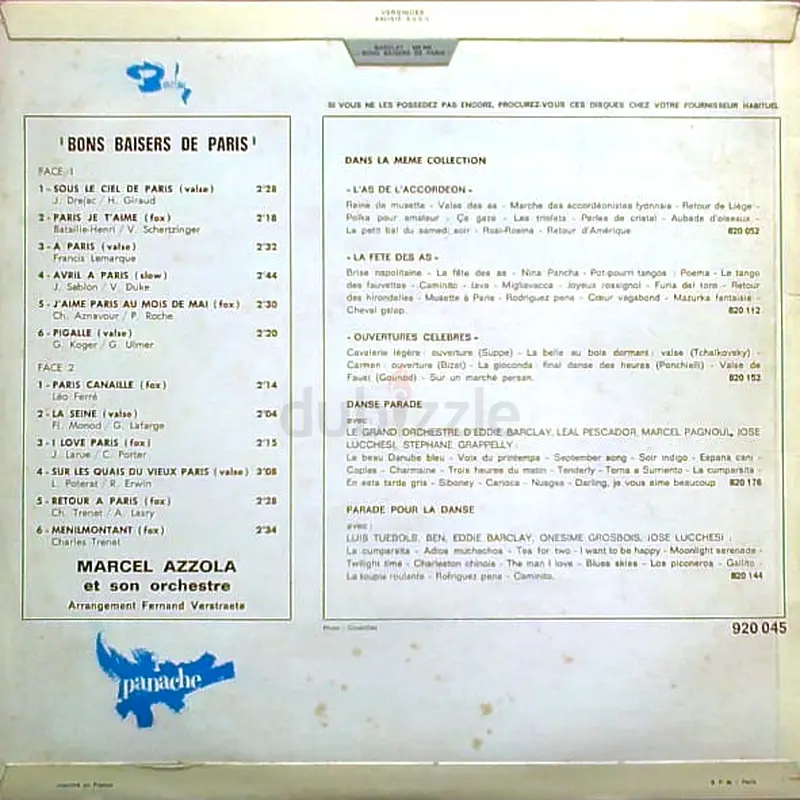 BARCLAY
BONS BAISERS DE PARIS
SI VOUS NE LES POSSEDEZ PAS ENCORE, PROCUREZ-VOUS CES DISQUES CHEZ VOTRE FOURNISSEUR HABITUEL
'BONS BAISERS DE PARIS'
FACE 1
1 - SOUS LE CIEL DE PARIS (valse) 2'28
J. Drejac / H. Giraud
2 - PARIS JE T'AIME (fox) 2'18
Bataille-Henri / V. Schertzinger
3 - A PARIS (valse) 2'32
Francis Lemarque
4 - AVRIL A PARIS (slow) 2'44
J. Sablon / V. Duke
5 - J'AIME PARIS AU MOIS DE MAI (fox) 2'30
Ch. Aznavour / P. Roche
6 - PIGALLE (valse) 2'20
G. Koger / G. Ulmer
FACE 2
1 - PARIS CANAILLE (fox) 2'14
Léo Ferré
2 - LA SEINE (valse) 2'04
Fl. Monod / G. Lafarge
3 - I LOVE PARIS (fox) 2'15
J. Larue / C. Porter
4 - SUR LES QUAIS DU VIEUX PARIS (valse) 3'08
L. Poterat / R. Erwin
5 - RETOUR A PARIS (fox) 2'28
Ch. Trenet / A. Lasry
6 - MENILMONTANT (fox) 2'34
Charles Trenet
MARCEL AZZOLA
et son orchestre
Arrangement Fernand Verstraete
panache
DANS LA MEME COLLECTION
- L'AS DE L'ACCORDEON -
Reine de musette - Valse des as - Marche des accordéonistes lyonnais - Retour de Liège -
Polka pour amateur - Ça gaze - Les triolets - Perles de cristal - Aubade d'oiseaux -
Le petit bal du samedi soir - Rosi-Rosina - Retour d'Amérique 820 052
- LA FETE DES AS -
Brise napolitaine - La fête des as - Nina Pancha - Pot-pourri tangos : Poema - Le tango
des fauvettes - Caminito - Java - Migliavacca - Joyeux rossignol - Furia del toro - Retour
des hirondelles - Musette à Paris - Rodriguez pena - Cœur vagabond - Mazurka fantaisie -
Cheval galop. 820 112
- OUVERTURES CELEBRES -
Cavalerie légère : ouverture (Suppe) - La belle au bois dormant : valse (Tchaïkovsky) -
Carmen : ouverture (Bizet) - La gioconda : final danse des heures (Ponchielli) - Valse de
Faust (Gounod) - Sur un marché persan. 820 153
DANSE PARADE
avec :
LE GRAND ORCHESTRE D'EDDIE BARCLAY, LEAL PESCADOR, MARCEL PAGNOUL, JOSE
LUCCHESI, STEPHANE GRAPPELLY :
Le beau Danube bleu - Voix du printemps - September song - Soir indigo - Espana cani -
Coplas - Charmaine - Trois heures du matin - Tenderly - Torna a Surriento - La cumparsita -
En esta tarde gris - Siboney - Carioca - Nuages - Darling, je vous aime beaucoup 820 176
PARADE POUR LA DANSE
avec :
LUIS TUEBOLS, BEN, EDDIE BARCLAY, ONESIME GROSBOIS, JOSE LUCCHESI :
La cumparsita - Adios muchachos - Tea for two - I want to be happy - Moonlight serenade -
Twilight time - Charleston chinois - The man I love - Blues skies - Los piconeros - Gallito -
La toupie roulante - Rodriguez pena - Caminito. 820 144
920 045
dubizzle
Imprimé en France